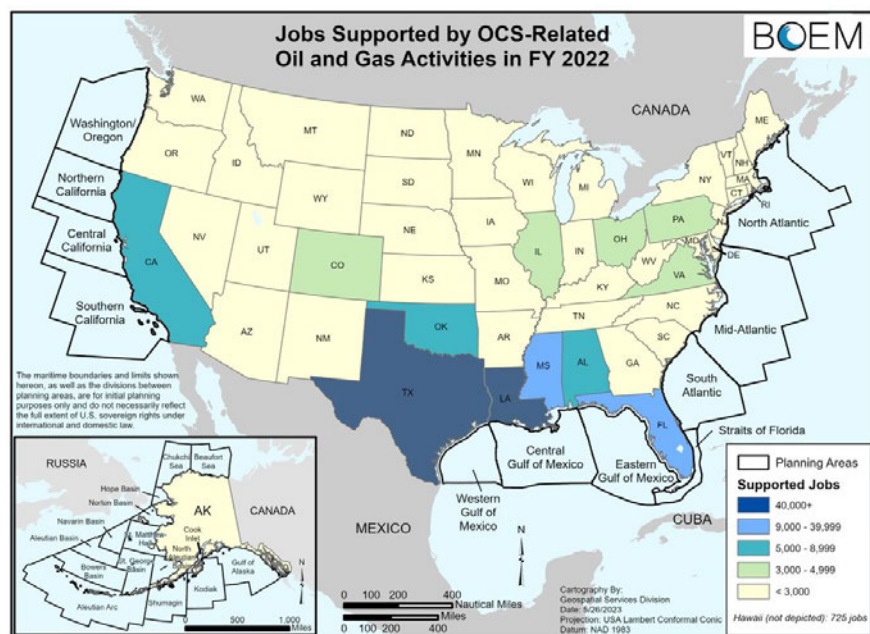 Jobs Supported by OCS-Related
Oil and Gas Activities in FY 2022
BOEM
CANADA
Washington/
Oregon
Northern
California
Central
California
Southern
California
WA
OR
ID
MT
ND
MN
WI
MI
ME
VT
NH
MA
CT
RI
NY
North Atlantic
WY
SD
IA
NE
NV
UT
CO
KS
MO
IL
IN
OH
PA
MD
DE
WV
VA
KY
Mid-Atlantic
CA
AZ
NM
OK
AR
TN
NC
SC
GA
AL
MS
LA
TX
FL
South
Atlantic
Straits of Florida
Western
Gulf of
Mexico
Central
Gulf of Mexico
Eastern
Gulf of Mexico
MEXICO
CUBA
N
The maritime boundaries and limits shown
hereon, as well as the divisions between
planning areas, are for initial planning
purposes only and do not necessarily reflect
the full extent of U.S. sovereign rights under
international and domestic law.
RUSSIA
Chukchi
Sea
Beaufort
Sea
Hope Basin
Norton Basin
Navarin Basin
Aleutian Basin
AK
CANADA
Cook
Inlet
Bowers
Basin
St. George
Basin
Gulf of
Alaska
Kodiak
Shumagin
Aleutian Arc
N
0 500 1,000
Miles
400 200 0 400
Nautical Miles
400 200 0 400
Miles
Cartography By:
Geospatial Services Division
Date: 5/26/2023
Projection: USA Lambert Conformal Conic
Datum: NAD 1983
Planning Areas
Supported Jobs
40,000+
9,000 - 39,999
5,000 - 8,999
3,000 - 4,999
< 3,000
Hawaii (not depicted): 725 jobs